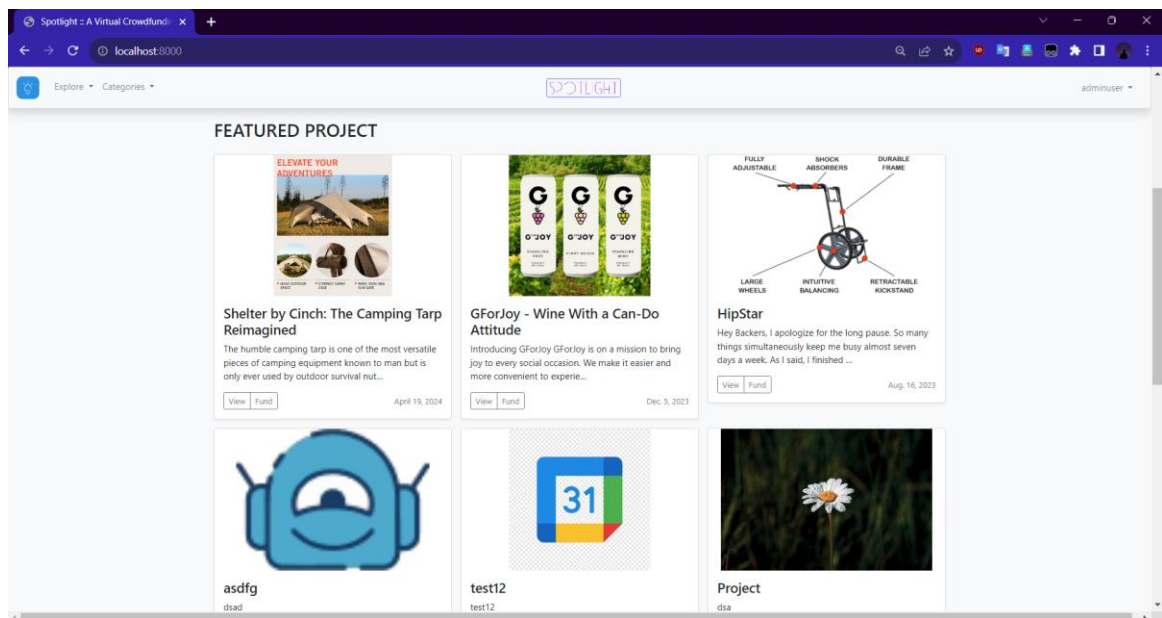 Spotlight :: A Virtual Crowdfundi
localhost:8000
Explore Categories SPOTLIGHT adminuser
FEATURED PROJECT
ELEVATE YOUR
ADVENTURES
G G G
G JOY G JOY G JOY
FULLY
ADJUSTABLE
SHOCK
ABSORBERS
DURABLE
FRAME
LARGE
WHEELS
INTUITIVE
BALANCING
RETRACTABLE
KICKSTAND
Shelter by Cinch: The Camping Tarp
Reimagined
The humble camping tarp is one of the most versatile
pieces of camping equipment known to man but is
only ever used by outdoor survival nut...
View Fund April 19, 2024
GForJoy - Wine With a Can-Do
Attitude
Introducing GForJoy GForJoy is on a mission to bring
joy to every social occasion. We make it easier and
more convenient to experie...
View Fund Dec. 5, 2023
HipStar
Hey Backers, I apologize for the long pause. So many
things simultaneously keep me busy almost seven
days a week. As I said, I finished ...
View Fund Aug. 16, 2023
asdfg
dsad
31
test12
test12
Project
dsa